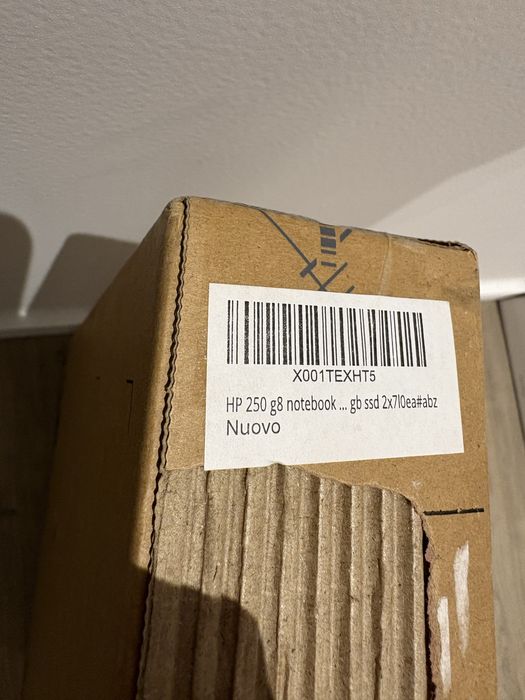 X001TEXHT5
HP 250 g8 notebook ... gb ssd 2x7l0ea#abz
Nuovo